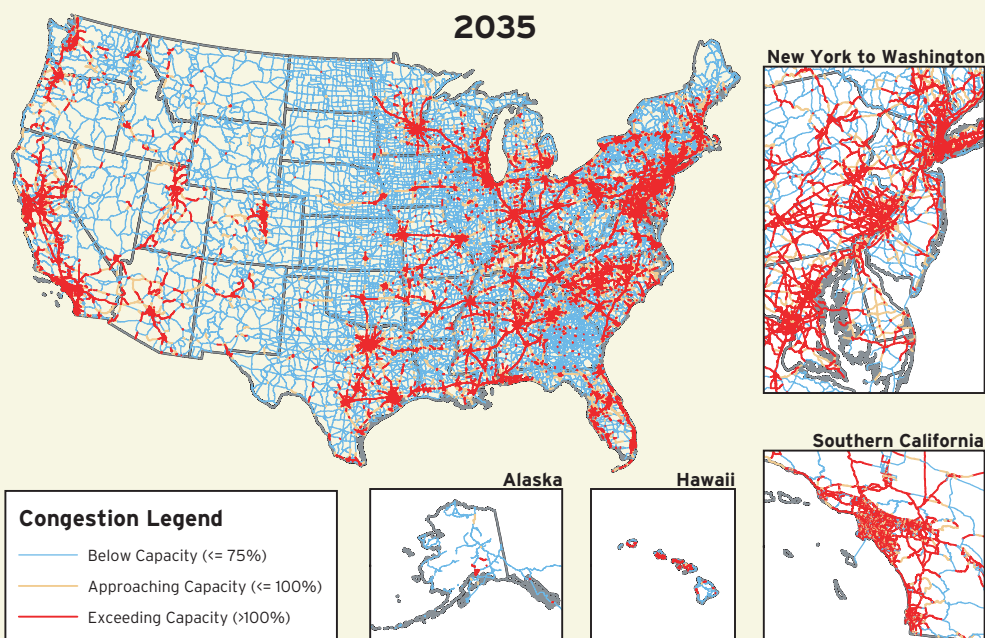 2035
New York to Washington
Southern California
Alaska
Hawaii
Congestion Legend
Below Capacity (<= 75%)
Approaching Capacity (<= 100%)
Exceeding Capacity (>100%)